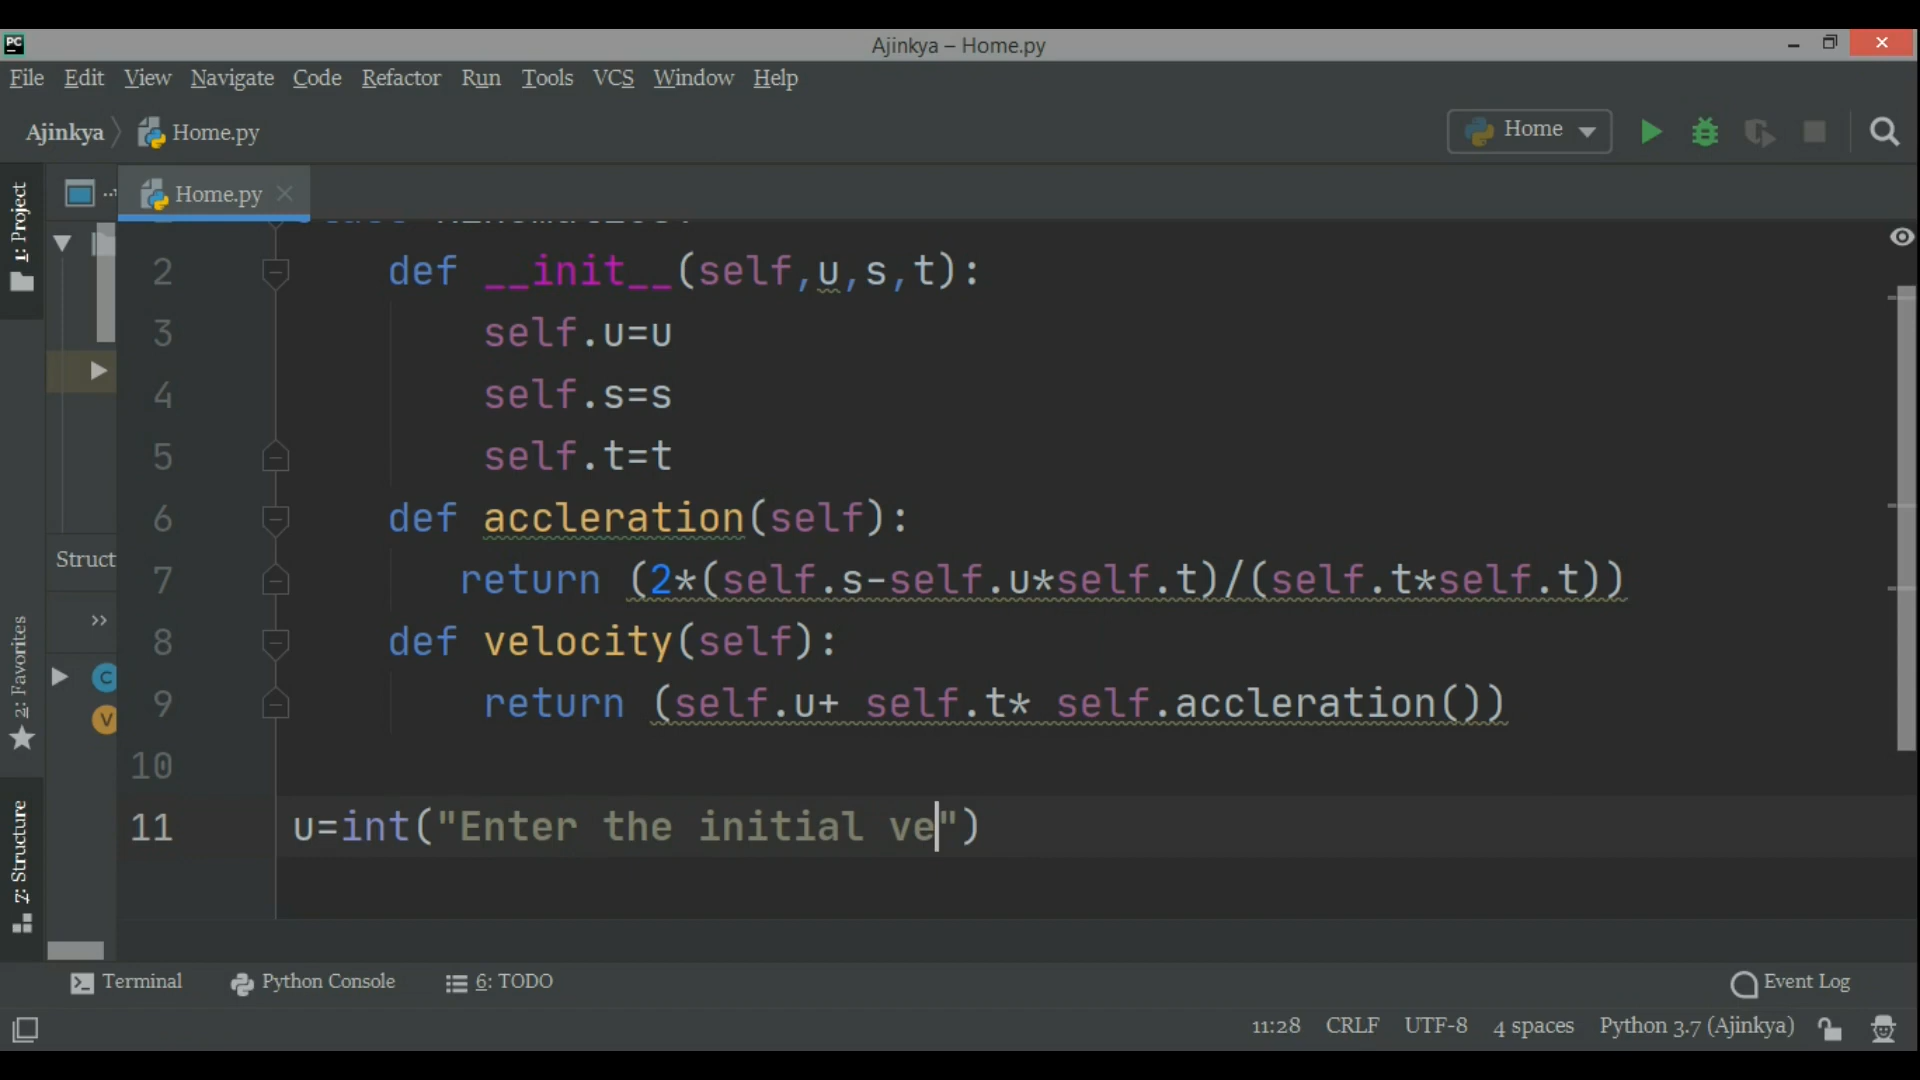 PC
Ajinkya – Home.py
File Edit View Navigate Code Refactor Run Tools VCS Window Help
Ajinkya Home.py
Home
1: Project
Home.py
2 def __init__(self,u,s,t):
3 self.u=u
4 self.s=s
5 self.t=t
6 def accleration(self):
7 return (2*(self.s-self.u*self.t)/(self.t*self.t))
8 def velocity(self):
9 return (self.u+ self.t* self.accleration())
10
11 u=int("Enter the initial ve")
Struct
C
V
2: Favorites
Z: Structure
Terminal Python Console 6: TODO Event Log
11:28 CRLF UTF-8 4 spaces Python 3.7 (Ajinkya)